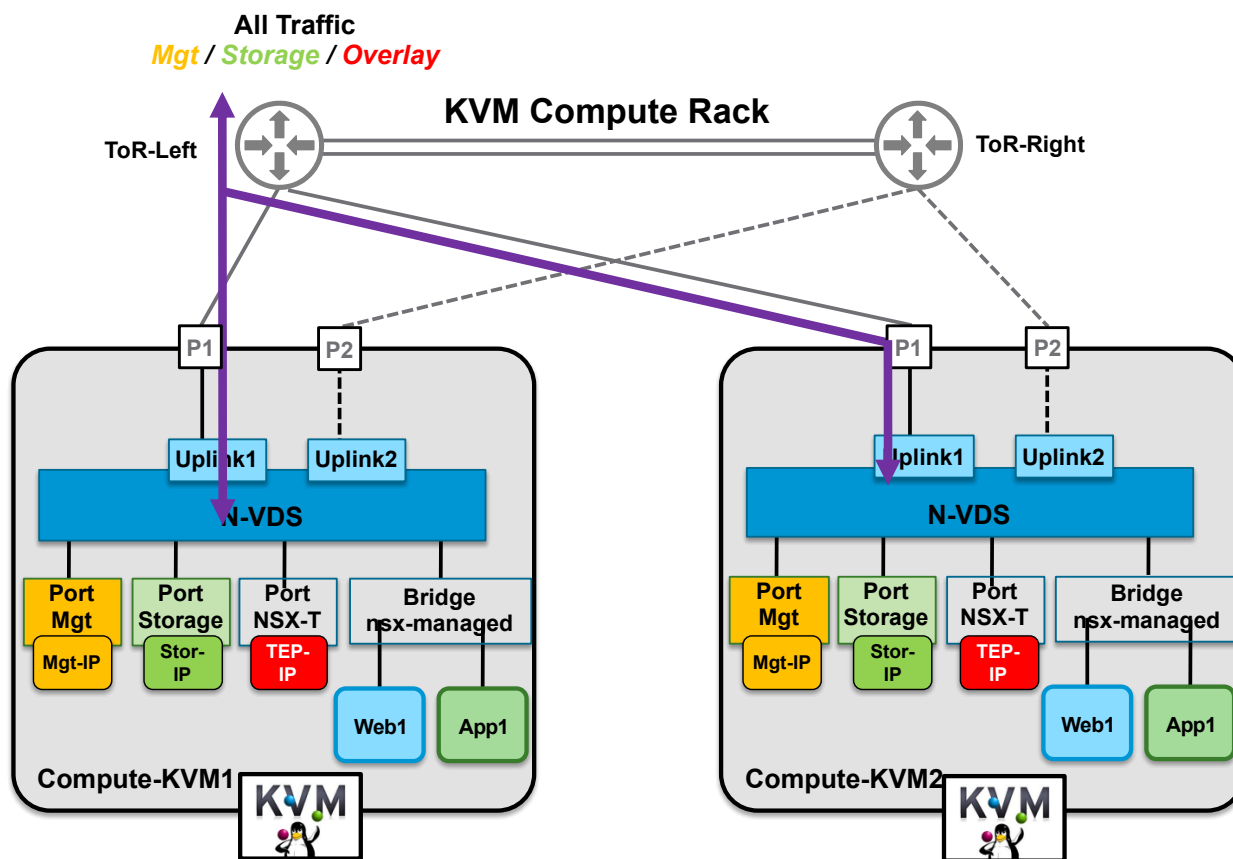 All Traffic
Mgt / Storage / Overlay
KVM Compute Rack
ToR-Left
ToR-Right
P1
P2
P1
P2
Uplink1
Uplink2
Uplink1
Uplink2
N-VDS
N-VDS
Port
Mgt
Port
Storage
Port
NSX-T
Bridge
nsx-managed
Port
Mgt
Port
Storage
Port
NSX-T
Bridge
nsx-managed
Mgt-IP
Stor-
IP
TEP-
IP
Mgt-IP
Stor-
IP
TEP-
IP
Web1
App1
Web1
App1
Compute-KVM1
Compute-KVM2
KVM
KVM